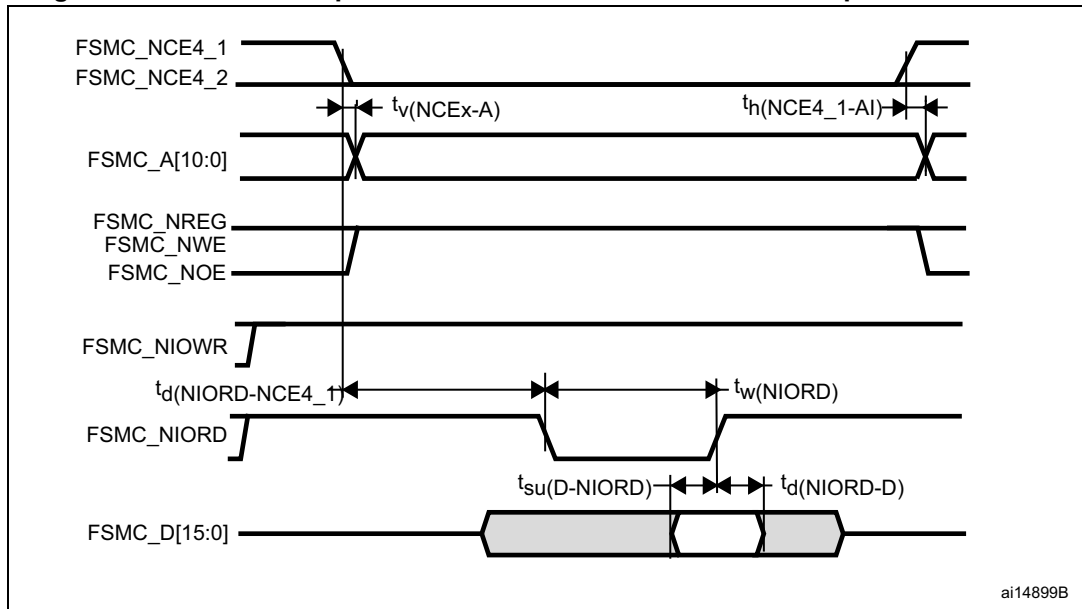 FSMC_NCE4_1
FSMC_NCE4_2
tv(NCEx-A)
th(NCE4_1-AI)
FSMC_A[10:0]
FSMC_NREG
FSMC_NWE
FSMC_NOE
FSMC_NIOWR
td(NIORD-NCE4_1)
tw(NIORD)
FSMC_NIORD
tsu(D-NIORD)
td(NIORD-D)
FSMC_D[15:0]
ai14899B